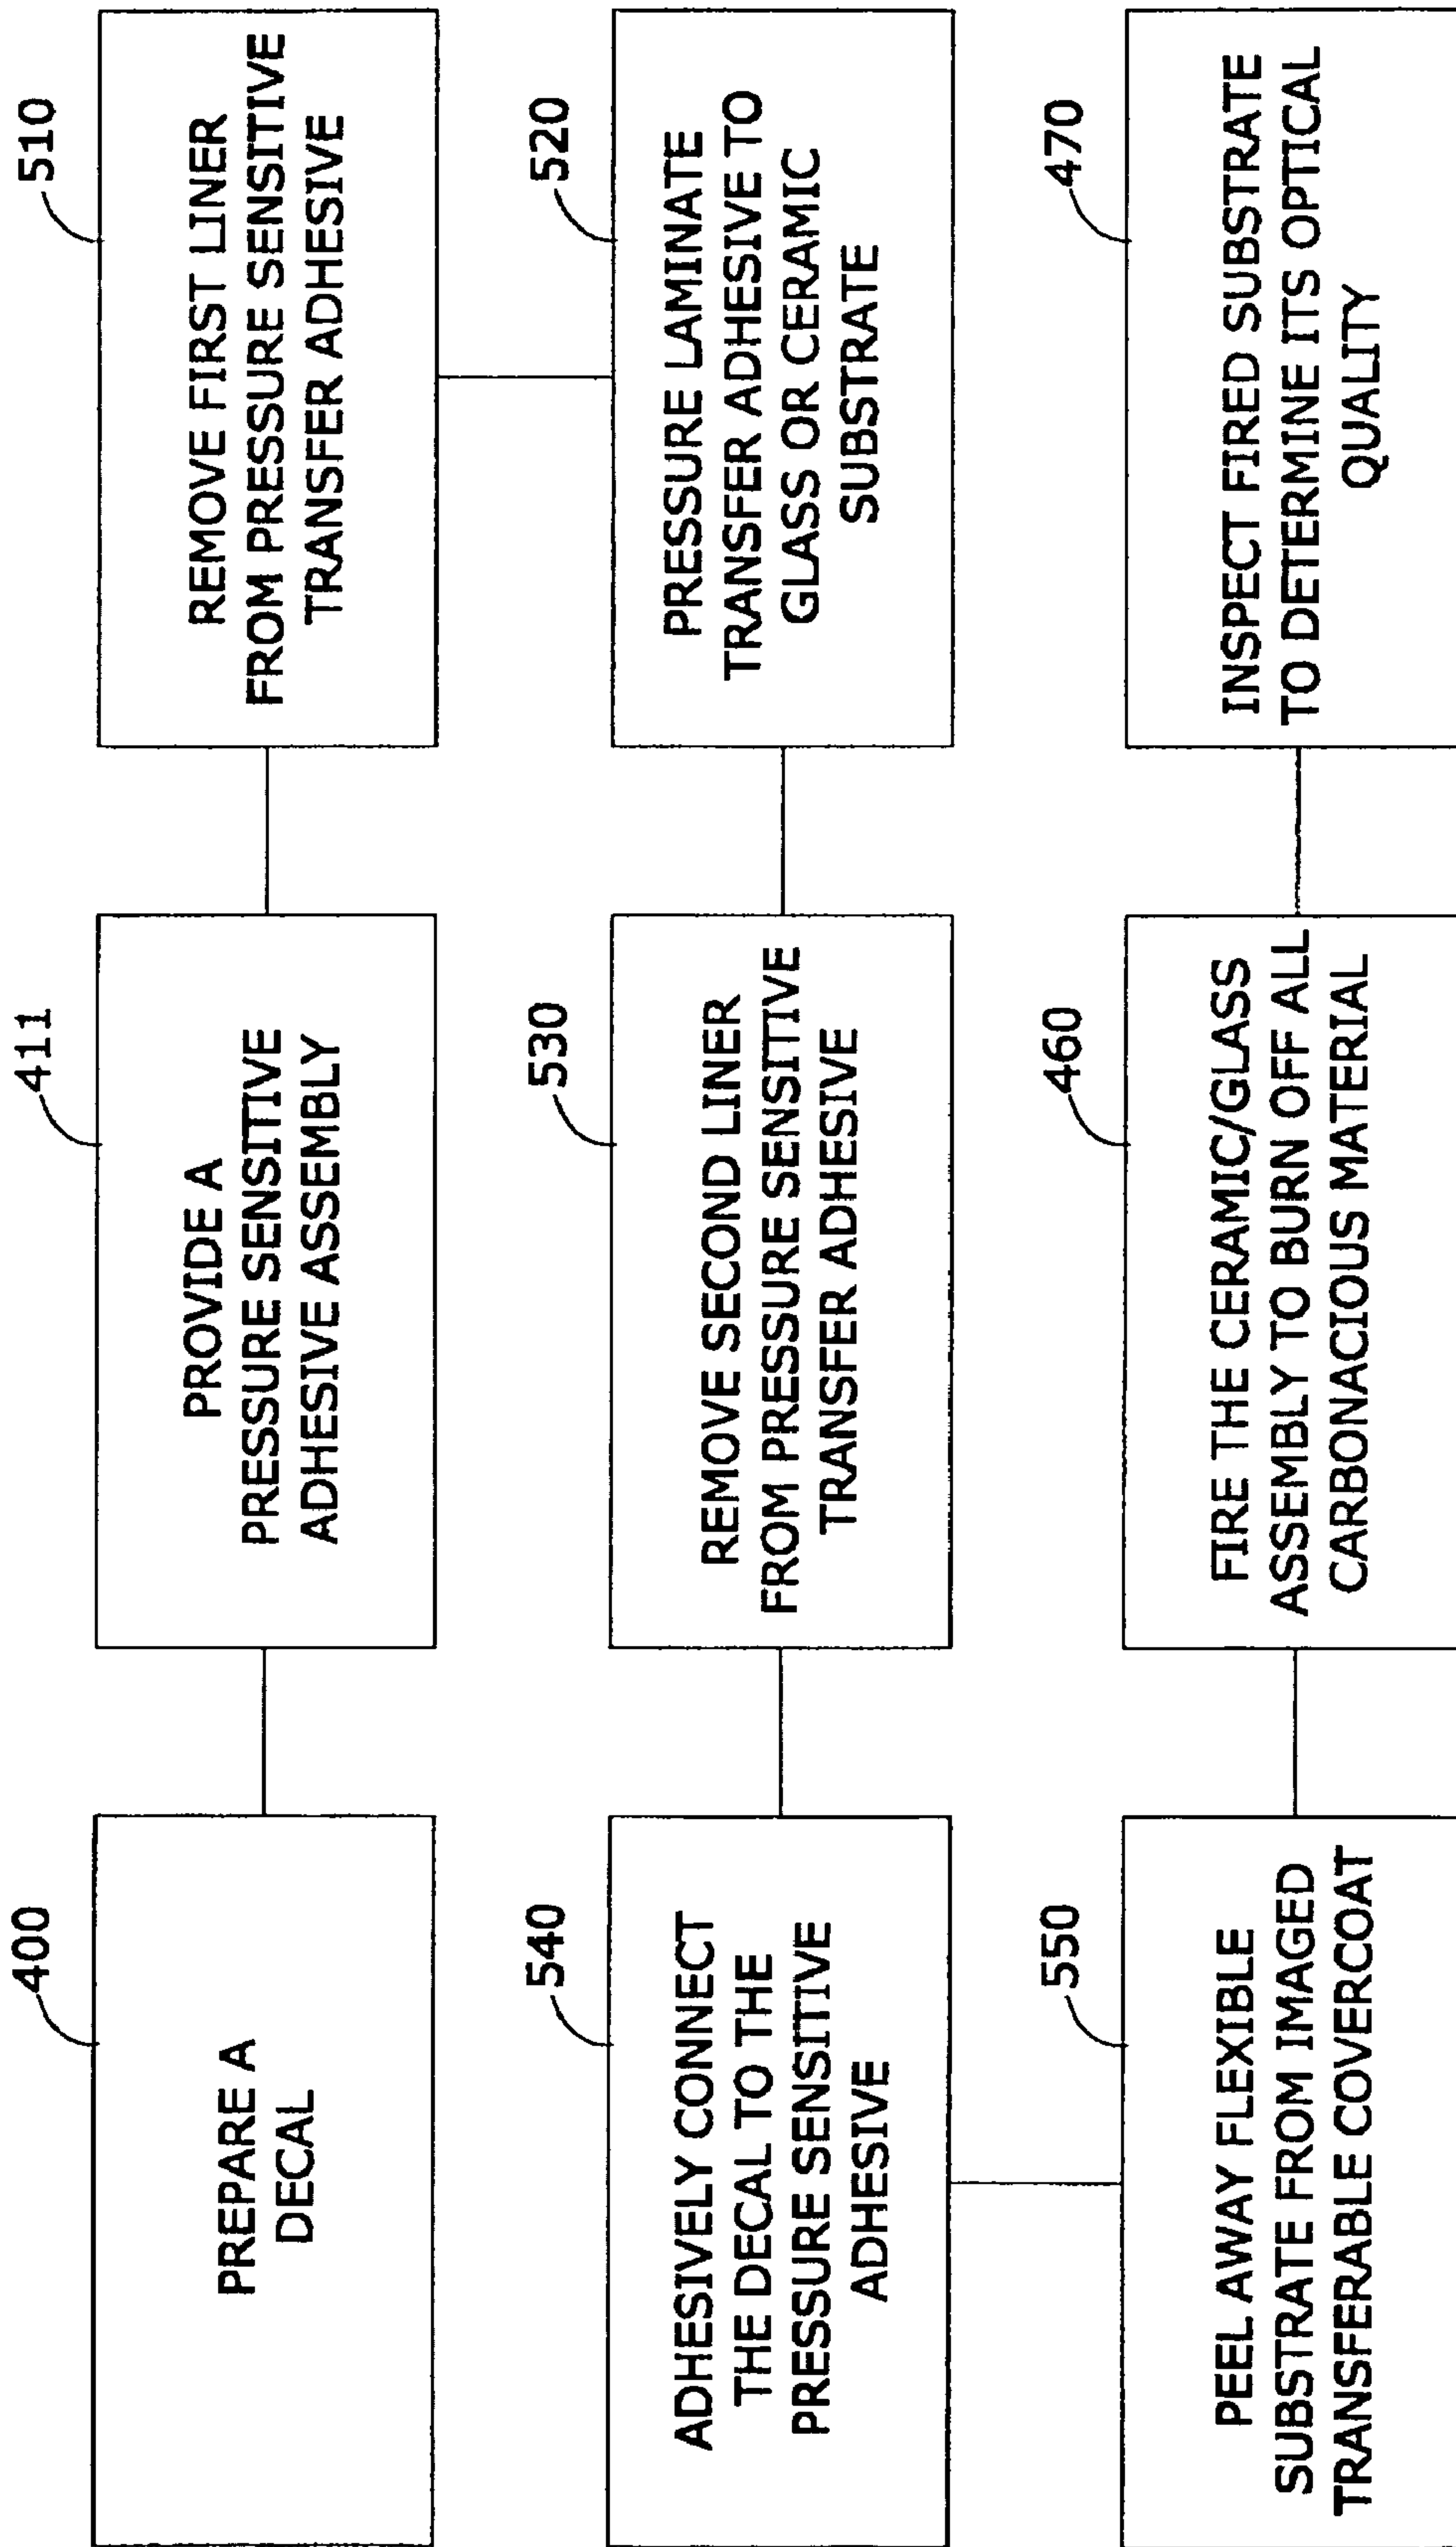 400
PREPARE A
DECAL
411
PROVIDE A
PRESSURE SENSITIVE
ADHESIVE ASSEMBLY
510
REMOVE FIRST LINER
FROM PRESSURE SENSITIVE
TRANSFER ADHESIVE
520
PRESSURE LAMINATE
TRANSFER ADHESIVE TO
GLASS OR CERAMIC
SUBSTRATE
530
REMOVE SECOND LINER
FROM PRESSURE SENSITIVE
TRANSFER ADHESIVE
540
ADHESIVELY CONNECT
THE DECAL TO THE
PRESSURE SENSITIVE
ADHESIVE
550
PEEL AWAY FLEXIBLE
SUBSTRATE FROM IMAGED
TRANSFERABLE COVERCOAT
460
FIRE THE CERAMIC/GLASS
ASSEMBLY TO BURN OFF ALL
CARBONACIOUS MATERIAL
470
INSPECT FIRED SUBSTRATE
TO DETERMINE ITS OPTICAL
QUALITY